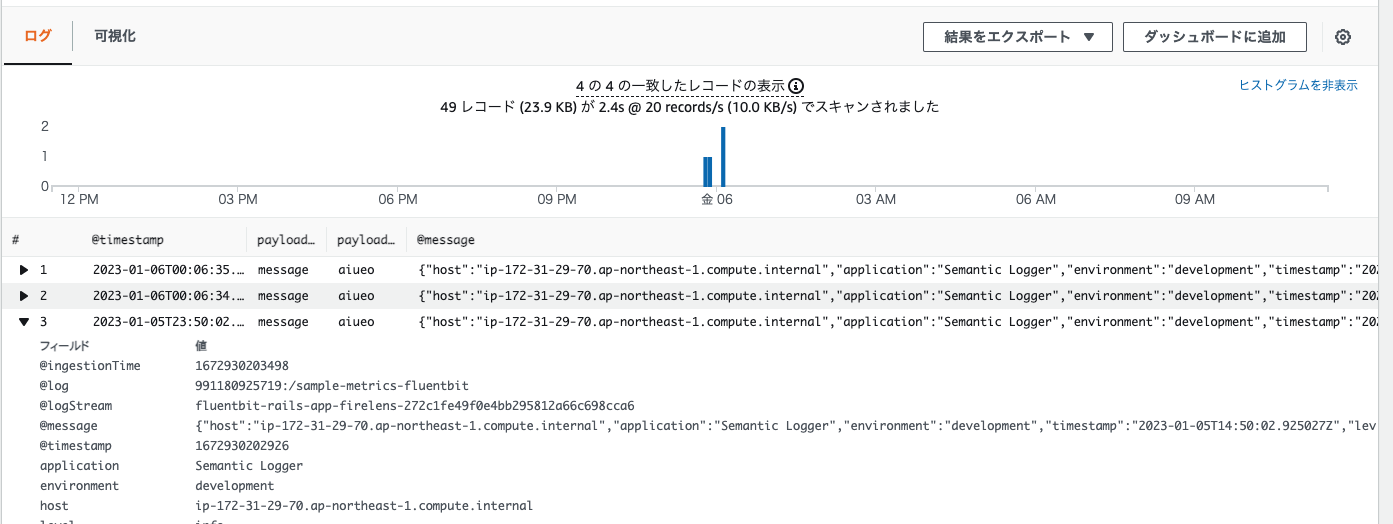 ログ 可視化 結果をエクスポート ▼ ダッシュボードに追加
4 の 4 の一致したレコードの表示 ヒストグラムを非表示
49 レコード (23.9 KB) が 2.4s @ 20 records/s (10.0 KB/s) でスキャンされました
2
1
0
12 PM 03 PM 06 PM 09 PM 金 06 03 AM 06 AM 09 AM
# @timestamp payload… payload… @message
1 2023-01-06T00:06:35.… message aiueo {"host":"ip-172-31-29-70.ap-northeast-1.compute.internal","application":"Semantic Logger","environment":"development","timestamp":"202
2 2023-01-06T00:06:34.… message aiueo {"host":"ip-172-31-29-70.ap-northeast-1.compute.internal","application":"Semantic Logger","environment":"development","timestamp":"202
3 2023-01-05T23:50:02.… message aiueo {"host":"ip-172-31-29-70.ap-northeast-1.compute.internal","application":"Semantic Logger","environment":"development","timestamp":"202
フィールド 値
@ingestionTime 1672930203498
@log 991180925719:/sample-metrics-fluentbit
@logStream fluentbit-rails-app-firelens-272c1fe49f0e4bb295812a66c698cca6
@message {"host":"ip-172-31-29-70.ap-northeast-1.compute.internal","application":"Semantic Logger","environment":"development","timestamp":"2023-01-05T14:50:02.925027Z","lev
@timestamp 1672930202926
application Semantic Logger
environment development
host ip-172-31-29-70.ap-northeast-1.compute.internal
level info